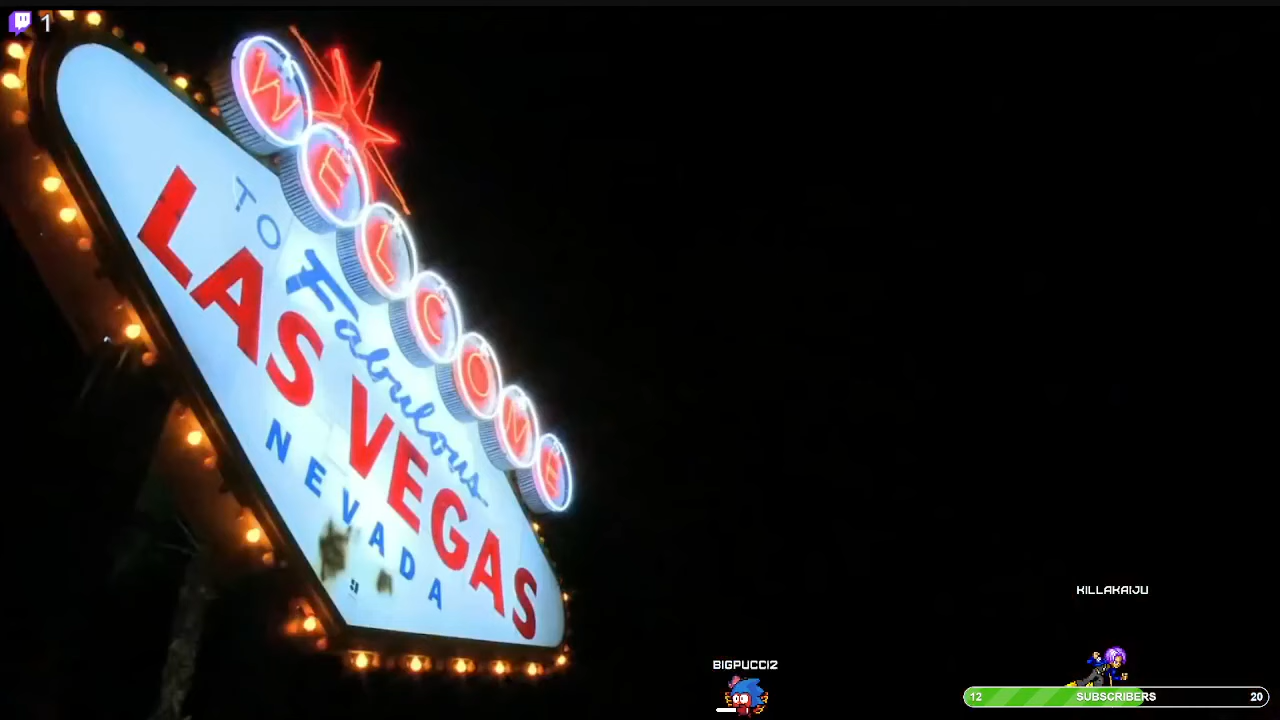 1
WELCOME
TO
Fabulous
LAS VEGAS
NEVADA
KILLAKAIJU
BIGPUCCI2
12 SUBSCRIBERS 20